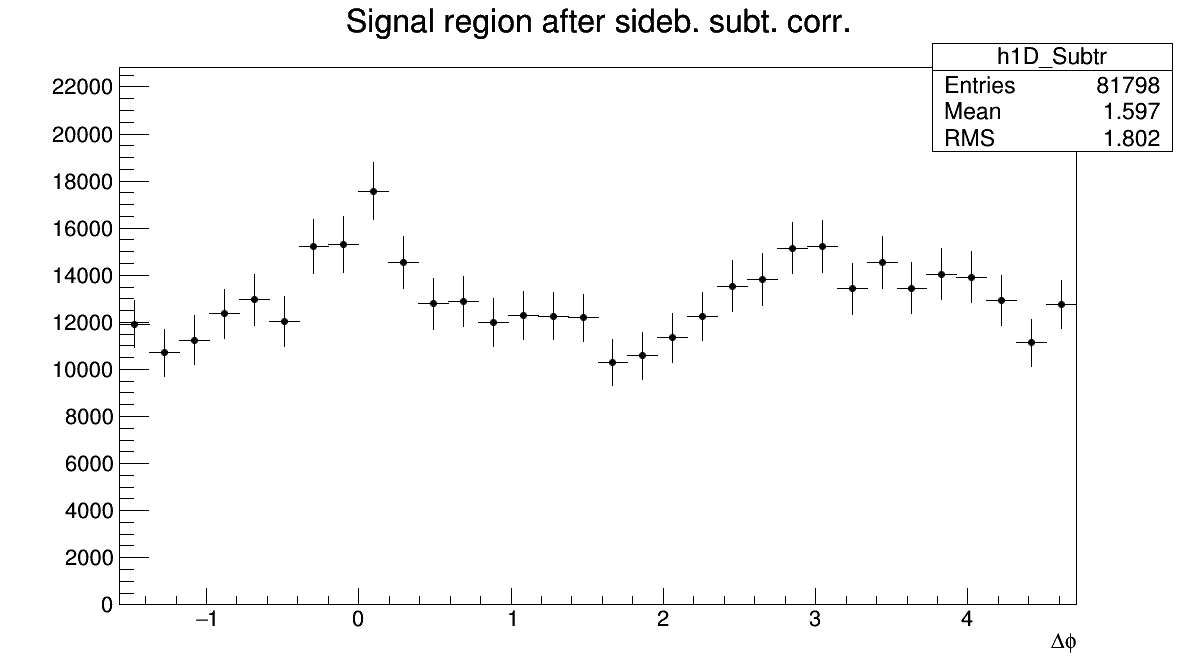 Signal region after sideb. subt. corr.
h1D_Subtr
Entries 81798
Mean 1.597
RMS 1.802
22000
20000
18000
16000
14000
12000
10000
8000
6000
4000
2000
0
−1 0 1 2 3 4
Δϕ